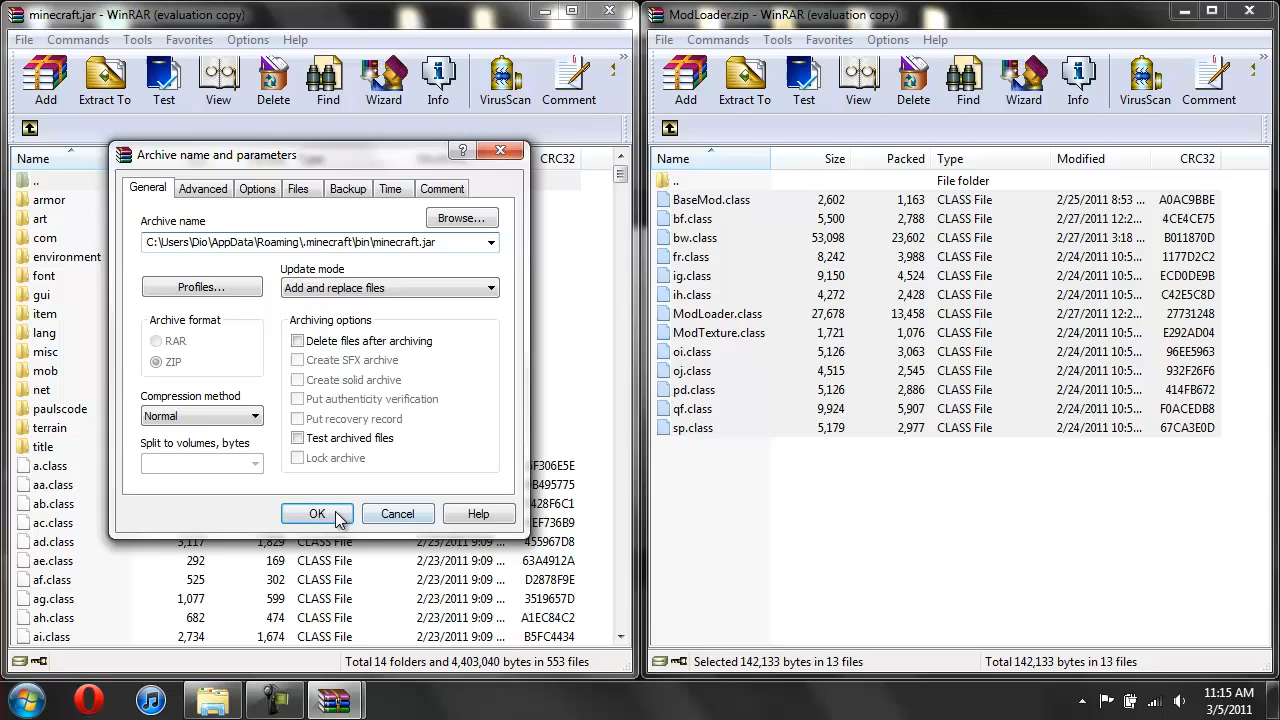 minecraft.jar - WinRAR (evaluation copy)
File Commands Tools Favorites Options Help
Add Extract To Test View Delete Find Wizard Info VirusScan Comment
Name CRC32
..
armor
art
com
environment
font
gui
item
lang
misc
mob
net
paulscode
terrain
title
a.class 5F306E5E
aa.class 495775
ab.class 428F6C1
ac.class EF736B9
ad.class 3,117 1,829 CLASS File 455967D8
ae.class 292 169 CLASS File 2/23/2011 9:09 ... 63A4912A
af.class 525 302 CLASS File 2/23/2011 9:09 ... D2878F9E
ag.class 1,077 599 CLASS File 2/23/2011 9:09 ... 3519657D
ah.class 682 474 CLASS File 2/23/2011 9:09 ... A1EC84C2
ai.class 2,734 1,674 CLASS File 2/23/2011 9:09 ... B5FC4434
Total 14 folders and 4,403,040 bytes in 553 files
Archive name and parameters
General Advanced Options Files Backup Time Comment
Archive name
Browse...
C:\Users\Dio\AppData\Roaming\.minecraft\bin\minecraft.jar
Profiles...
Update mode
Add and replace files
Archive format
RAR
ZIP
Compression method
Normal
Split to volumes, bytes
Archiving options
Delete files after archiving
Create SFX archive
Create solid archive
Put authenticity verification
Put recovery record
Test archived files
Lock archive
OK Cancel Help
ModLoader.zip - WinRAR (evaluation copy)
File Commands Tools Favorites Options Help
Add Extract To Test View Delete Find Wizard Info VirusScan Comment
Name Size Packed Type Modified CRC32
.. File folder
BaseMod.class 2,602 1,163 CLASS File 2/25/2011 8:53 ... A0AC9BBE
bf.class 5,500 2,788 CLASS File 2/27/2011 12:2... 4CE4CE75
bw.class 53,098 23,602 CLASS File 2/27/2011 3:18 ... B011870D
fr.class 8,242 3,988 CLASS File 2/24/2011 10:5... 1177D2C2
ig.class 9,150 4,524 CLASS File 2/24/2011 10:5... ECD0DE9B
ih.class 4,272 2,428 CLASS File 2/24/2011 10:5... C42E5C8D
ModLoader.class 27,678 13,458 CLASS File 2/27/2011 12:2... 27731248
ModTexture.class 1,721 1,076 CLASS File 2/24/2011 10:5... E292AD04
oi.class 5,126 3,063 CLASS File 2/24/2011 10:5... 96EE5963
oj.class 4,515 2,545 CLASS File 2/24/2011 10:5... 932F26F6
pd.class 5,126 2,886 CLASS File 2/24/2011 10:5... 414FB672
qf.class 9,924 5,907 CLASS File 2/24/2011 10:5... F0ACEDB8
sp.class 5,179 2,977 CLASS File 2/24/2011 10:5... 67CA3E0D
Selected 142,133 bytes in 13 files Total 142,133 bytes in 13 files
11:15 AM
3/5/2011